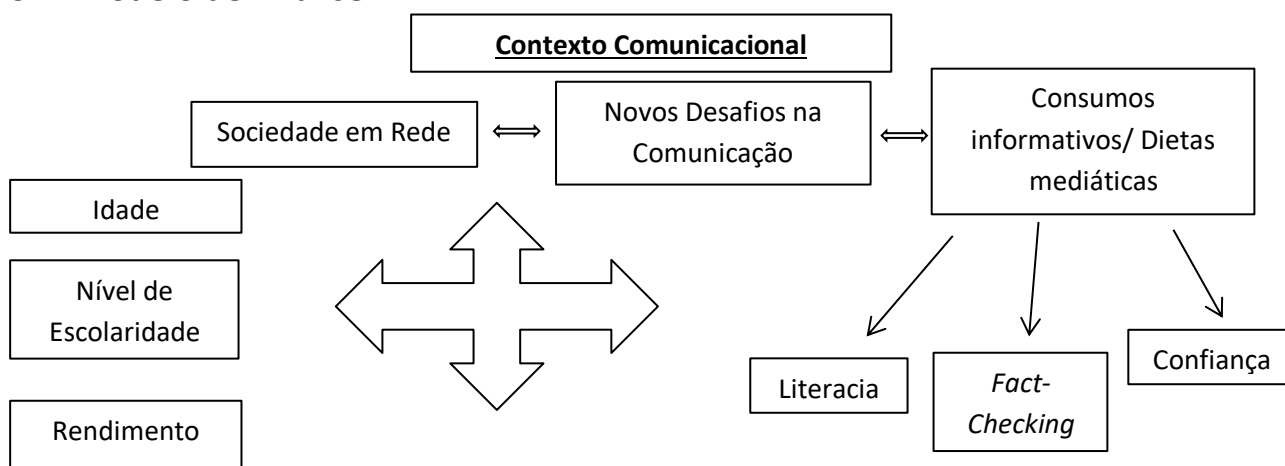 Contexto Comunicacional
Sociedade em Rede
Novos Desafios na
Comunicação
Consumos
informativos/ Dietas
mediáticas
Idade
Nível de
Escolaridade
Rendimento
Literacia
Fact-
Checking
Confiança